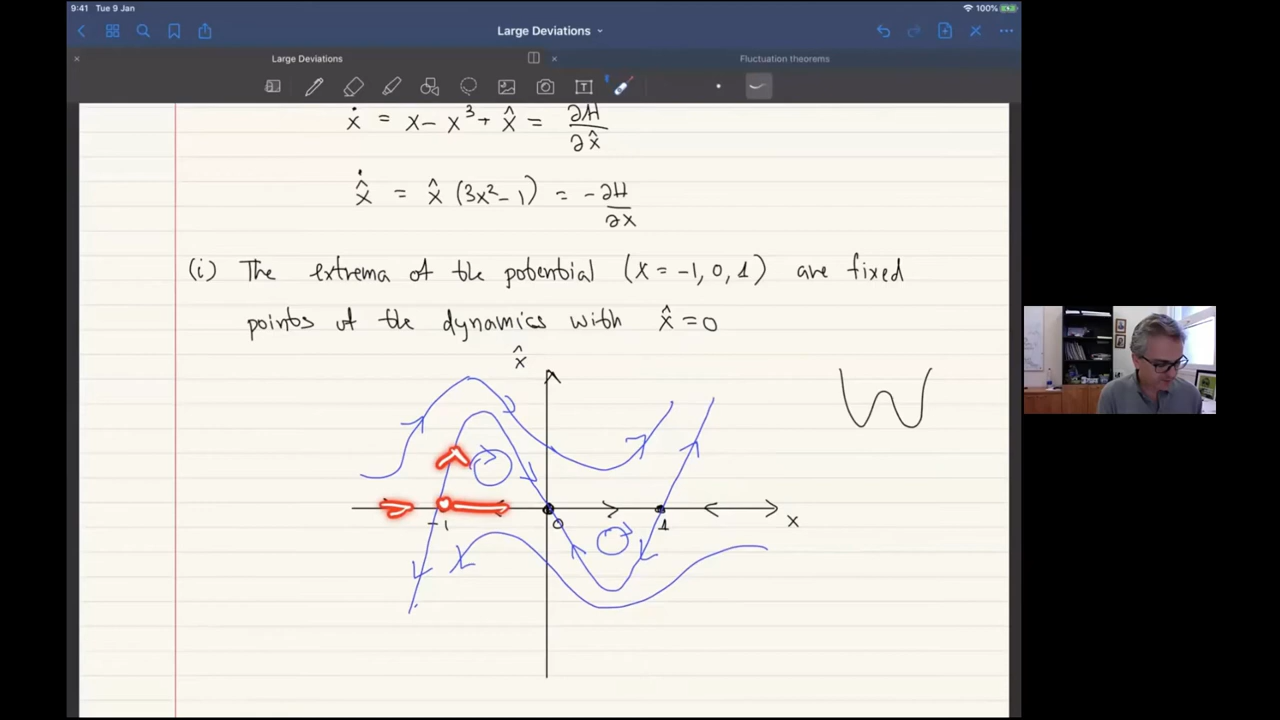 9:41 Tue 9 Jan
100%
Large Deviations
Large Deviations
Fluctuation theorems
ẋ = x − x³ + x̂ = ∂H/∂x̂
x̂̇ = x̂ (3x² − 1) = −∂H/∂x
(i) The extrema of the potential (x = −1, 0, 1) are fixed
points of the dynamics with x̂ = 0
x̂
−1
0
1
x